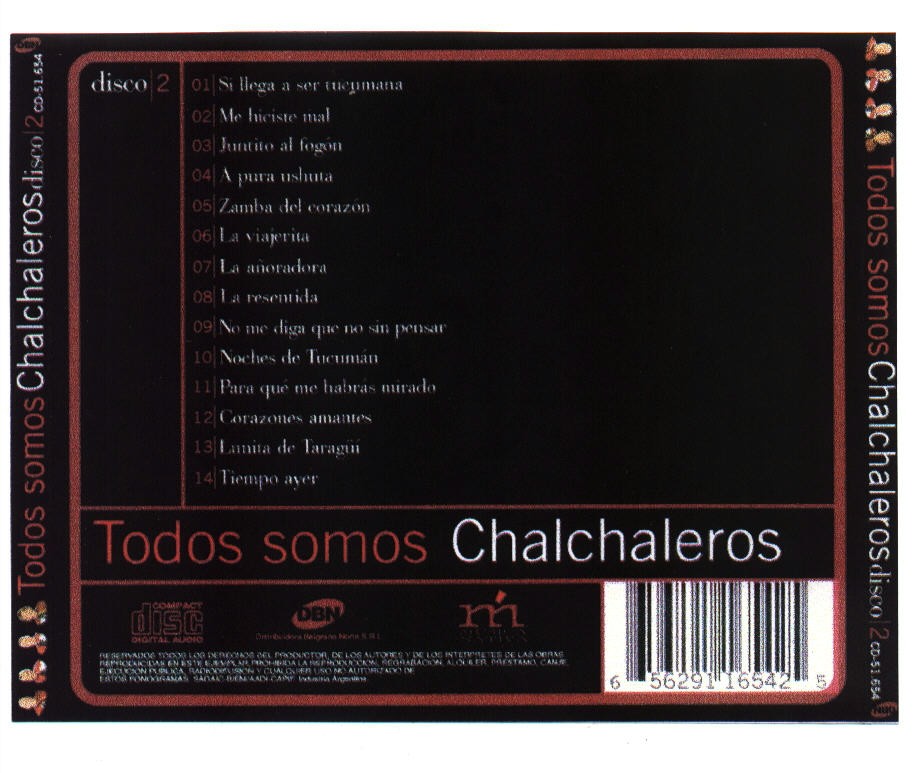 disco|2
01|Si llega a ser tucumana
02|Me hiciste mal
03|Juntito al fogón
04|A pura ushuta
05|Zamba del corazón
06|La viajerita
07|La añoradora
08|La resentida
09|No me diga que no sin pensar
10|Noches de Tucumán
11|Para qué me habrás mirado
12|Corazones amantes
13|Lunita de Taragüí
14|Tiempo ayer
Todos somos Chalchaleros
COMPACT
disc
DIGITAL AUDIO
DBN
Distribuidora Belgrano Norte S.R.L.
RESERVADOS TODOS LOS DERECHOS DEL PRODUCTOR, DE LOS AUTORES Y DE LOS INTERPRETES DE LAS OBRAS
REPRODUCIDAS EN ESTE EJEMPLAR. PROHIBIDA LA REPRODUCCION, REGRABACION, ALQUILER, PRESTAMO, CANJE,
EJECUCION PUBLICA, RADIODIFUSION Y CUALQUIER USO NO AUTORIZADO DE
ESTOS FONOGRAMAS. SADAIC-BIEM/AADI-CAPIF. Industria Argentina
6 56291 16542 5
Todos somos Chalchaleros disco|2 CD-51.654 DBN
Todos somos Chalchaleros disco|2 CD-51.654 DBN